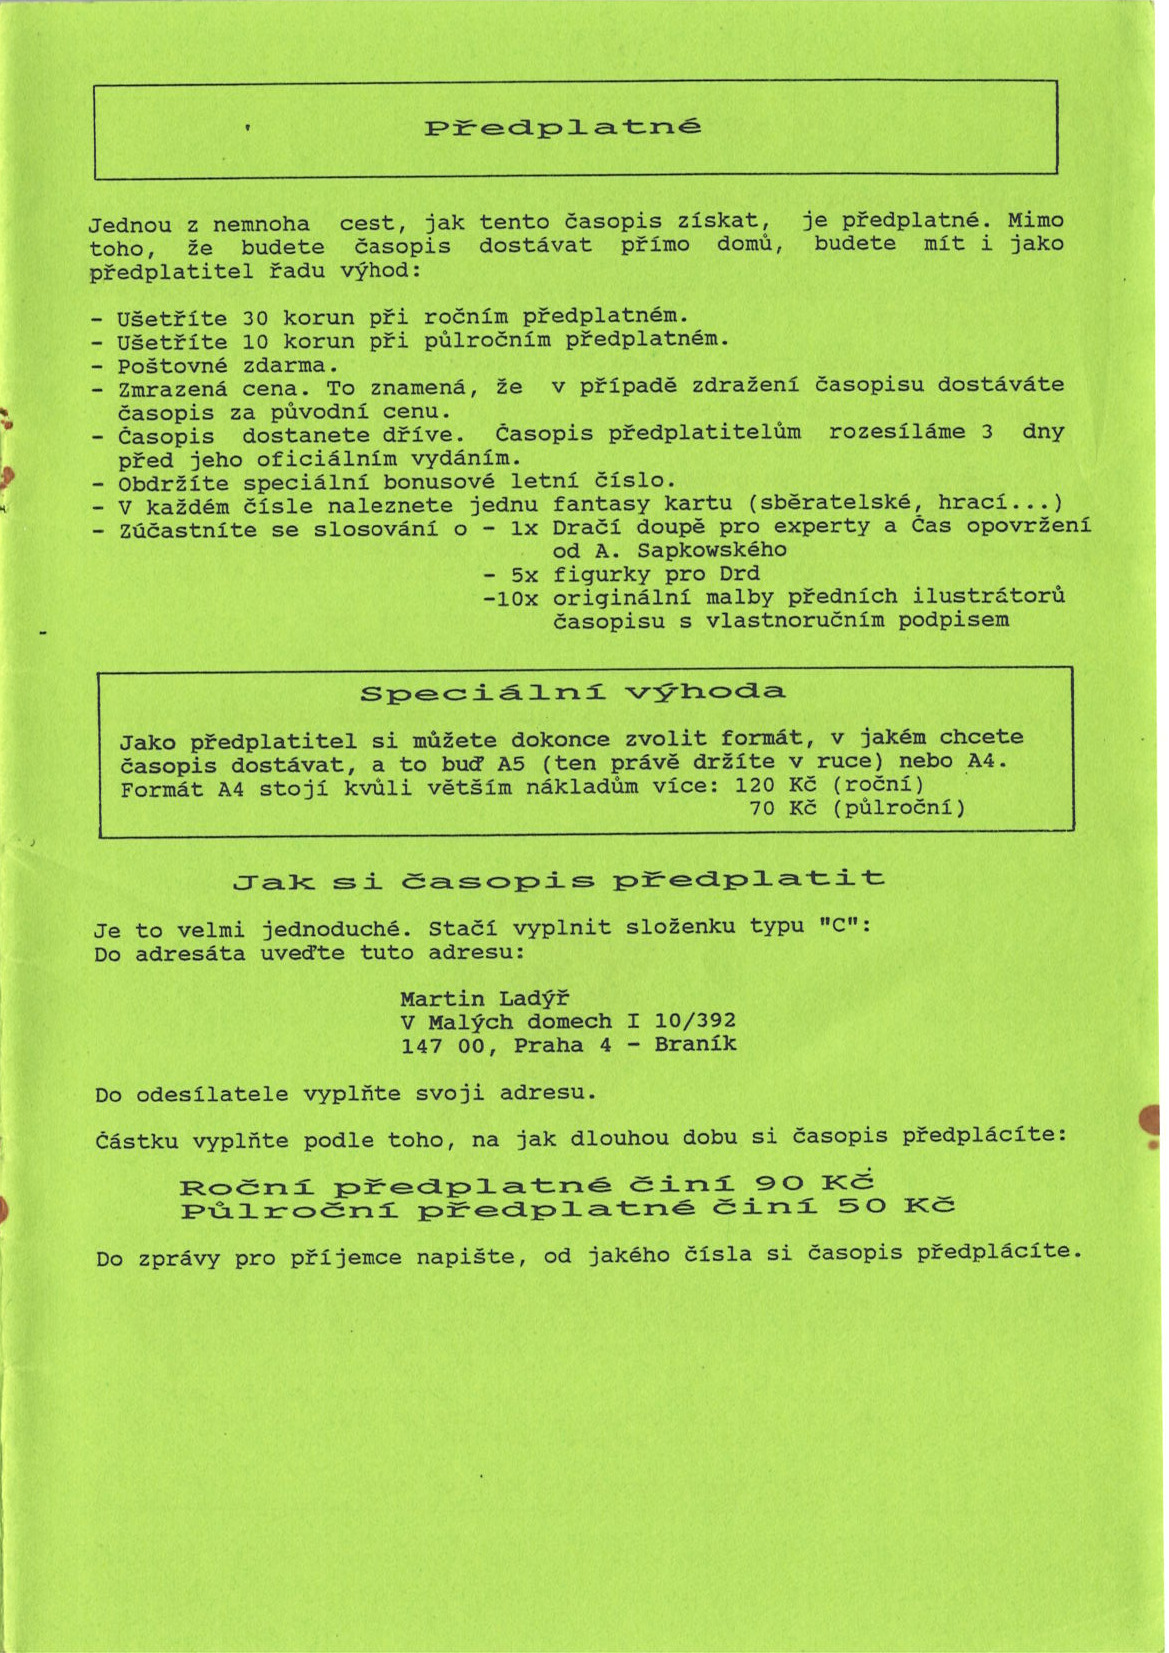 Předplatné
Jednou z nemnoha cest, jak tento časopis získat, je předplatné. Mimo
toho, že budete časopis dostávat přímo domů, budete mít i jako
předplatitel řadu výhod:
- Ušetříte 30 korun při ročním předplatném.
- Ušetříte 10 korun při půlročním předplatném.
- Poštovné zdarma.
- Zmrazená cena. To znamená, že v případě zdražení časopisu dostáváte
časopis za původní cenu.
- Časopis dostanete dříve. Časopis předplatitelům rozesíláme 3 dny
před jeho oficiálním vydáním.
- Obdržíte speciální bonusové letní číslo.
- V každém čísle naleznete jednu fantasy kartu (sběratelské, hrací...)
- Zúčastníte se slosování o - 1x Dračí doupě pro experty a Čas opovržení
od A. Sapkowského
- 5x figurky pro Drd
-10x originální malby předních ilustrátorů
časopisu s vlastnoručním podpisem
Speciální výhoda
Jako předplatitel si můžete dokonce zvolit formát, v jakém chcete
časopis dostávat, a to buď A5 (ten právě držíte v ruce) nebo A4.
Formát A4 stojí kvůli větším nákladům více: 120 Kč (roční)
70 Kč (půlroční)
Jak si časopis předplatit
Je to velmi jednoduché. Stačí vyplnit složenku typu "C":
Do adresáta uveďte tuto adresu:
Martin Ladýř
V Malých domech I 10/392
147 00, Praha 4 - Braník
Do odesílatele vyplňte svoji adresu.
Částku vyplňte podle toho, na jak dlouhou dobu si časopis předplácíte:
Roční předplatné činí 90 Kč
Půlroční předplatné činí 50 Kč
Do zprávy pro příjemce napište, od jakého čísla si časopis předplácíte.